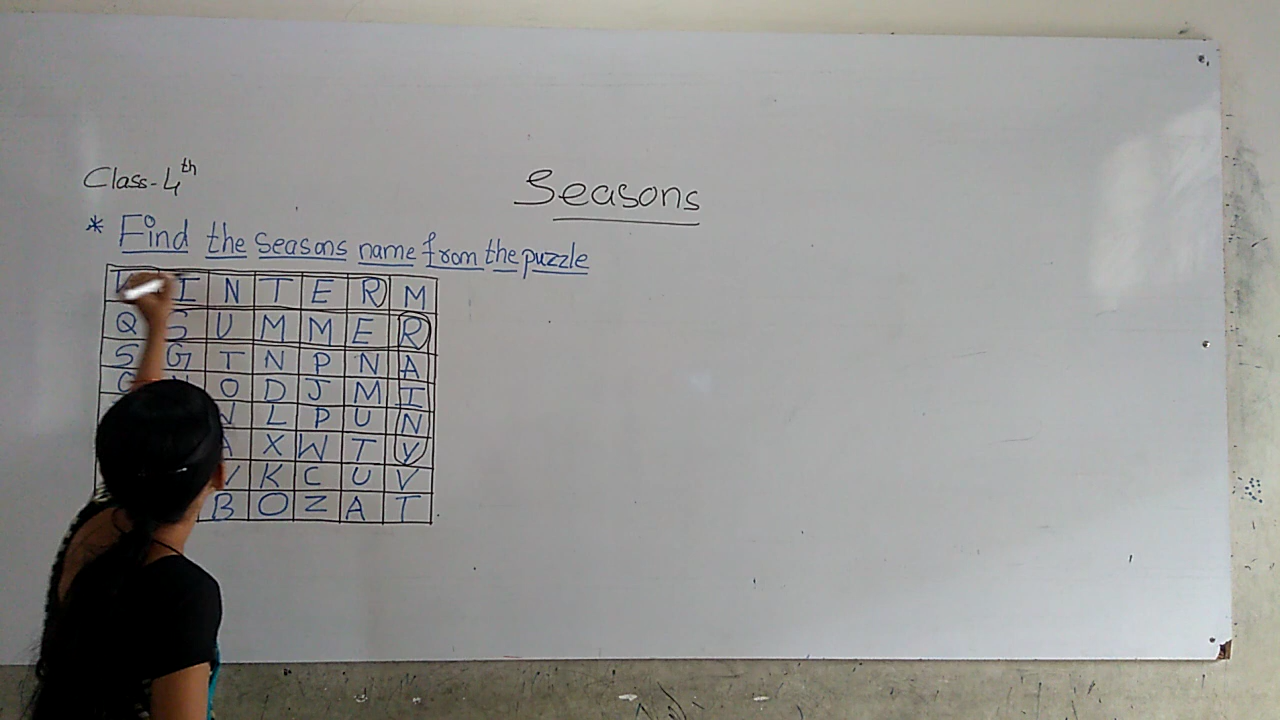 Class-4th
Seasons
* Find the seasons name from the puzzle
I N T E R M
Q S U M M E R
S G T N P N A
O D J M I
L P U N
A X W T Y
V K C U V
B O Z A T